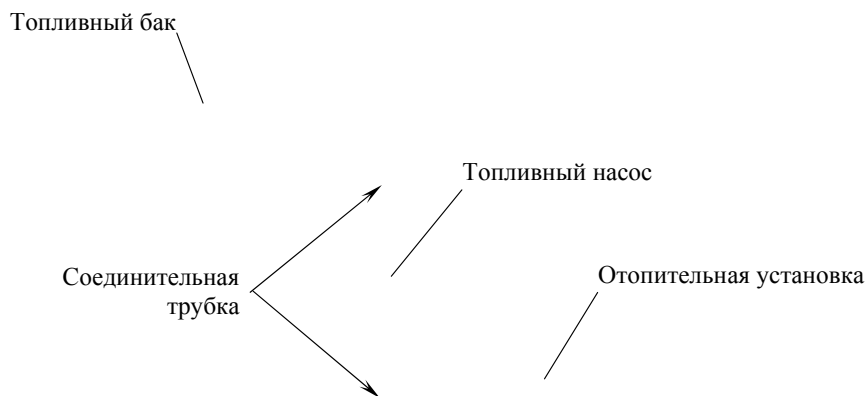 Топливный бак
Топливный насос
Соединительная
трубка
Отопительная установка